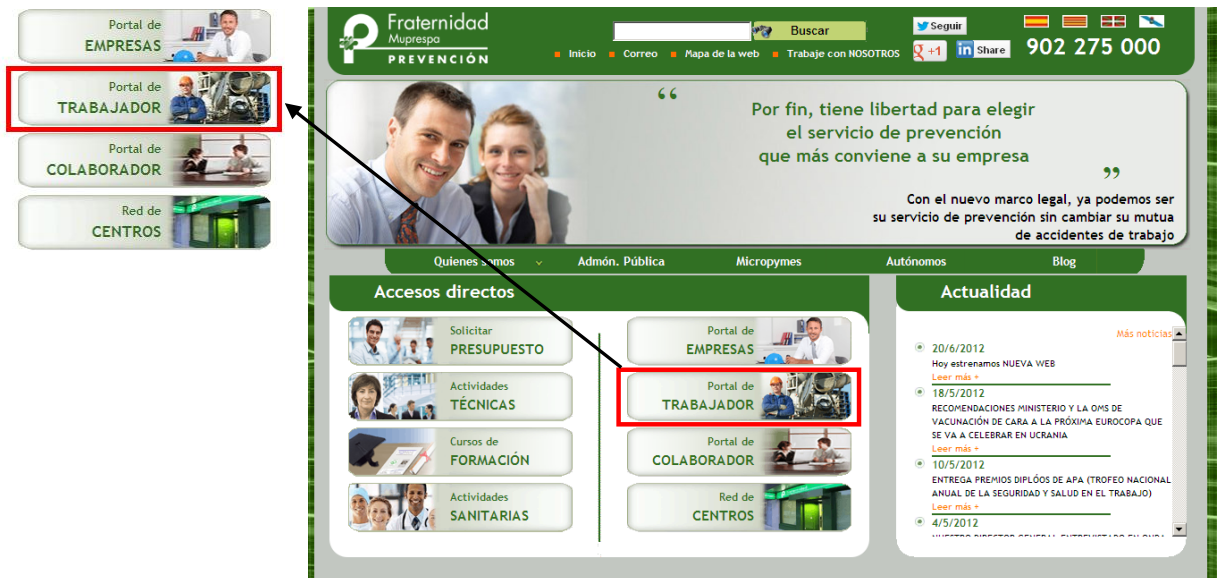 Portal de
EMPRESAS
Portal de
TRABAJADOR
Portal de
COLABORADOR
Red de
CENTROS
Fraternidad
Muprespa
PREVENCIÓN
Buscar
Inicio Correo Mapa de la web Trabaje con NOSOTROS
Seguir
+1 in Share
902 275 000
“ Por fin, tiene libertad para elegir
el servicio de prevención
que más conviene a su empresa ”
Con el nuevo marco legal, ya podemos ser
su servicio de prevención sin cambiar su mutua
de accidentes de trabajo
Quienes somos Admón. Pública Micropymes Autónomos Blog
Accesos directos
Solicitar
PRESUPUESTO
Actividades
TÉCNICAS
Cursos de
FORMACIÓN
Actividades
SANITARIAS
Portal de
EMPRESAS
Portal de
TRABAJADOR
Portal de
COLABORADOR
Red de
CENTROS
Actualidad
Más noticias
20/6/2012
Hoy estrenamos NUEVA WEB
Leer más +
18/5/2012
RECOMENDACIONES MINISTERIO Y LA OMS DE
VACUNACIÓN DE CARA A LA PRÓXIMA EUROCOPA QUE
SE VA A CELEBRAR EN UCRANIA
Leer más +
10/5/2012
ENTREGA PREMIOS DIPLÓOS DE APA (TROFEO NACIONAL
ANUAL DE LA SEGURIDAD Y SALUD EN EL TRABAJO)
Leer más +
4/5/2012